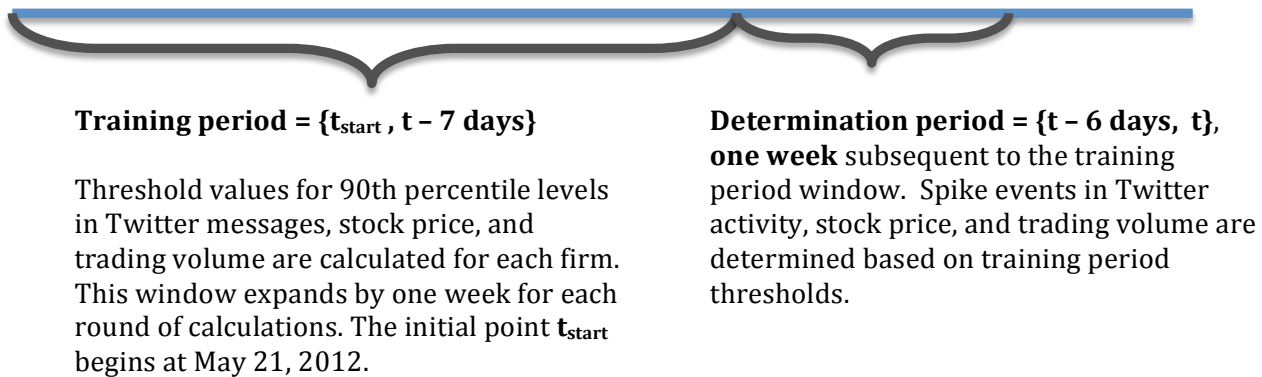 Training period = {tstart , t – 7 days}
Threshold values for 90th percentile levels
in Twitter messages, stock price, and
trading volume are calculated for each firm.
This window expands by one week for each
round of calculations. The initial point tstart
begins at May 21, 2012.
Determination period = {t – 6 days, t},
one week subsequent to the training
period window. Spike events in Twitter
activity, stock price, and trading volume are
determined based on training period
thresholds.